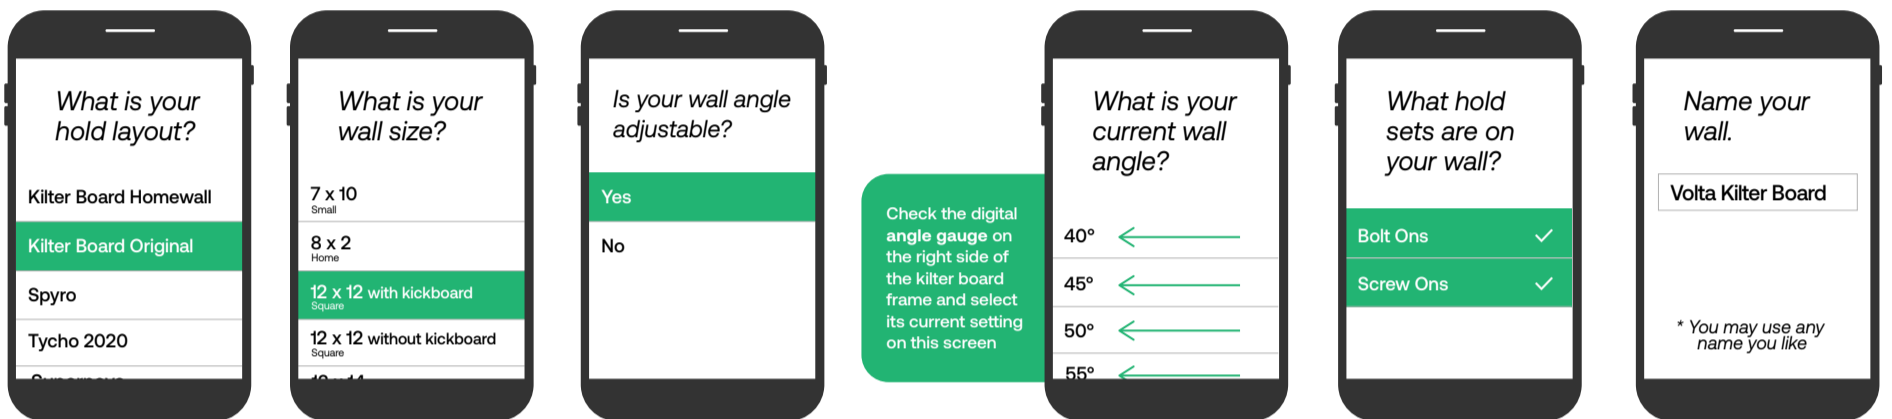 What is your
hold layout?
Kilter Board Homewall
Kilter Board Original
Spyro
Tycho 2020
What is your
wall size?
7 x 10
Small
8 x 2
Home
12 x 12 with kickboard
Square
12 x 12 without kickboard
Square
Is your wall angle
adjustable?
Yes
No
Check the digital
angle gauge on
the right side of
the kilter board
frame and select
its current setting
on this screen
What is your
current wall
angle?
40°
45°
50°
55°
What hold
sets are on
your wall?
Bolt Ons
Screw Ons
Name your
wall.
Volta Kilter Board
* You may use any
name you like